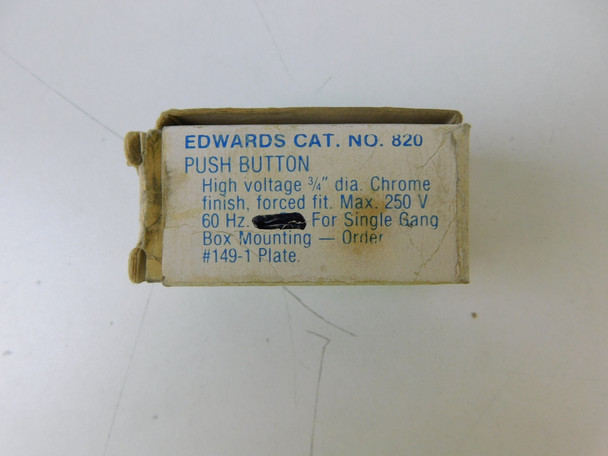 EDWARDS CAT. NO. 820
PUSH BUTTON
High voltage ¾" dia. Chrome
finish, forced fit. Max. 250 V
60 Hz. For Single Gang
Box Mounting — Order
#149-1 Plate.